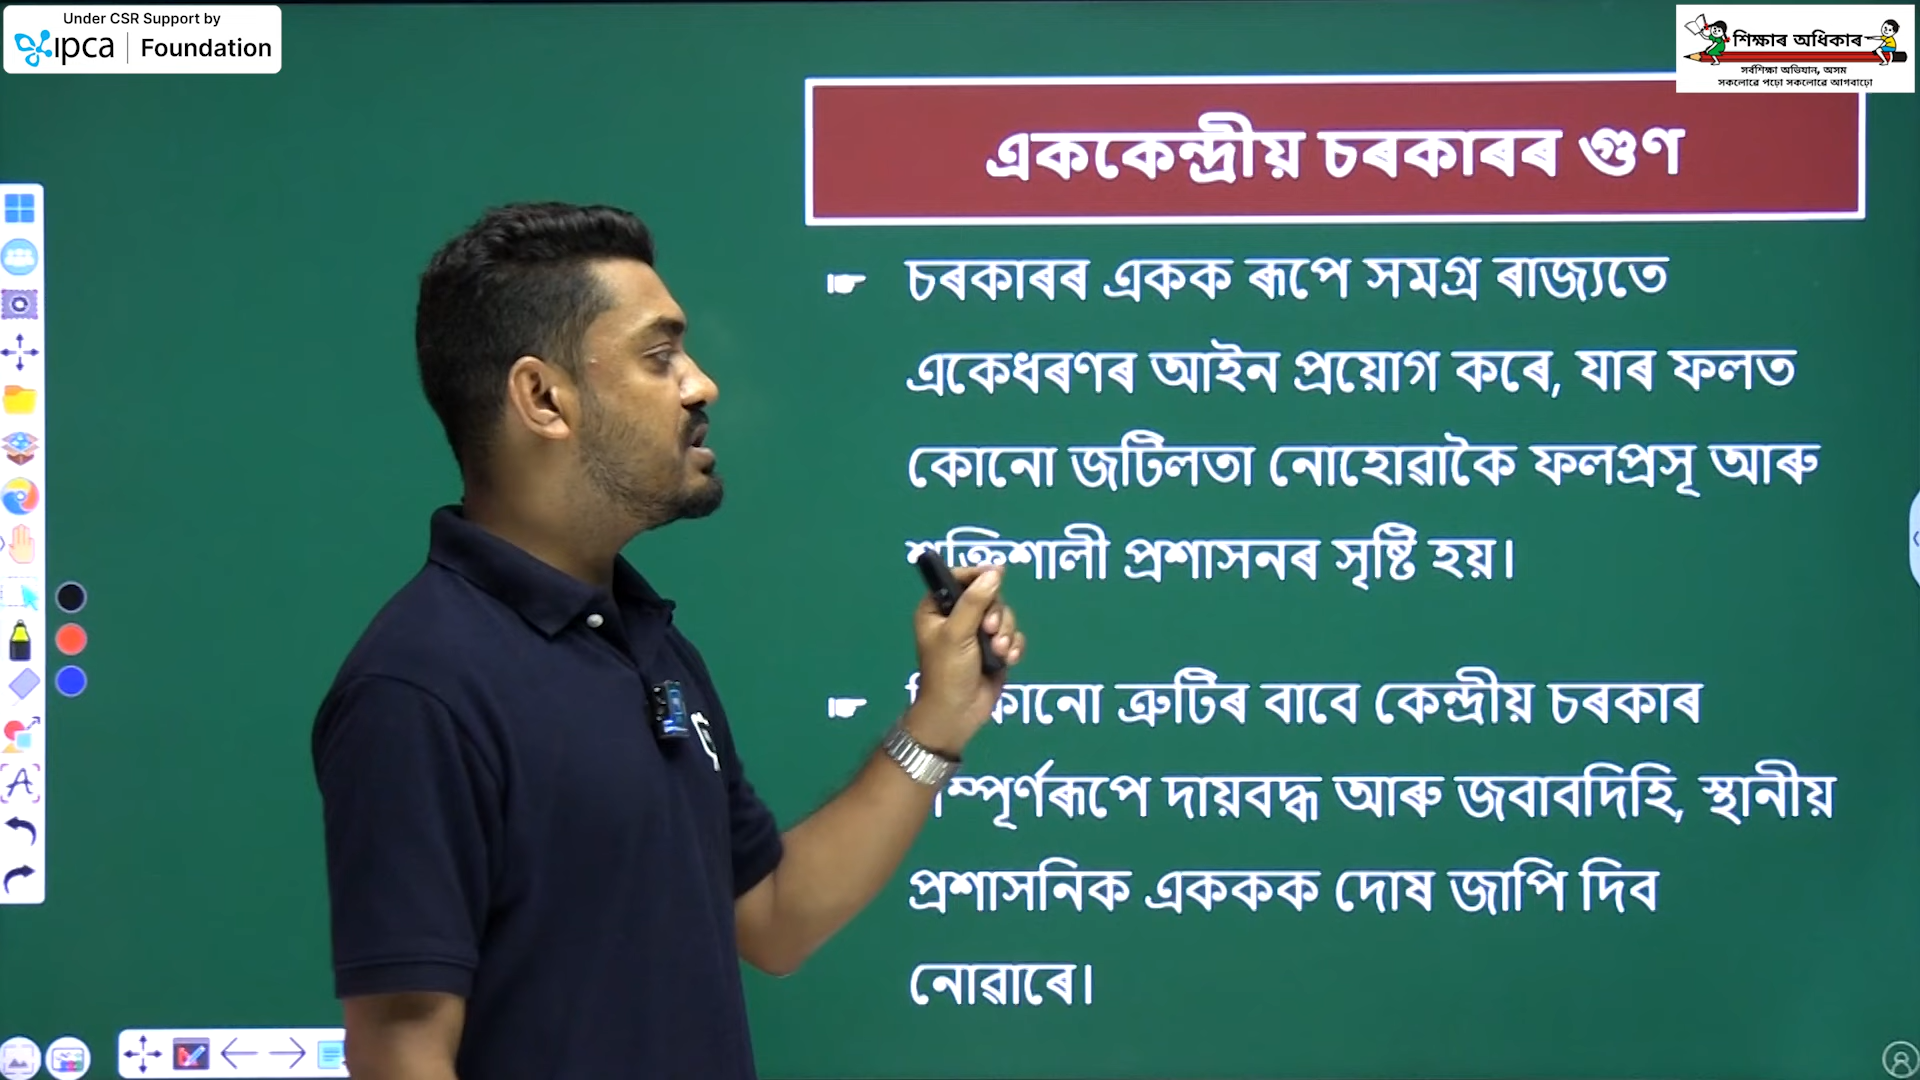 Under CSR Support by
ipca Foundation
শিক্ষাৰ অধিকাৰ
সৰ্বশিক্ষা অভিযান, অসম
সকলোৱে পঢ়ো সকলোৱে আগবাঢ়ো
এককেন্দ্ৰীয় চৰকাৰৰ গুণ
চৰকাৰৰ একক ৰূপে সমগ্ৰ ৰাজ্যতে
একেধৰণৰ আইন প্ৰয়োগ কৰে, যাৰ ফলত
কোনো জটিলতা নোহোৱাকৈ ফলপ্ৰসূ আৰু
শক্তিশালী প্ৰশাসনৰ সৃষ্টি হয়।
ত্ৰুটিৰ বাবে কেন্দ্ৰীয় চৰকাৰ
দায়বদ্ধ আৰু জবাবদিহি, স্থানীয়
প্ৰশাসনিক এককক দোষ জাপি দিব
নোৱাৰে।